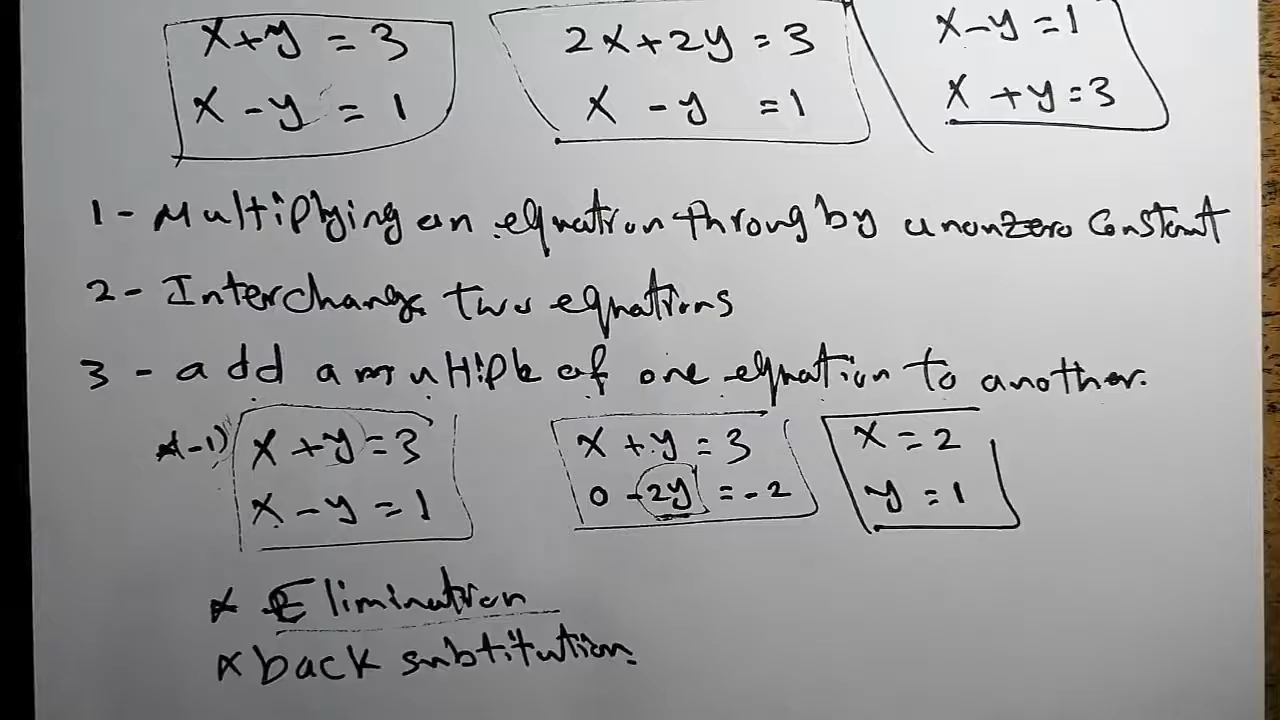 x+y = 3 2x+2y = 3 x-y = 1
x - y = 1 x - y = 1 x + y = 3
1 - Multiplying an equation throug by a nonzero constant
2 - Interchange two equations
3 - add a multiple of one equation to another.
*(-1) x + y = 3 x + y = 3 x = 2
x - y = 1 0 - 2y = -2 y = 1
* Elimination
* back substitution.